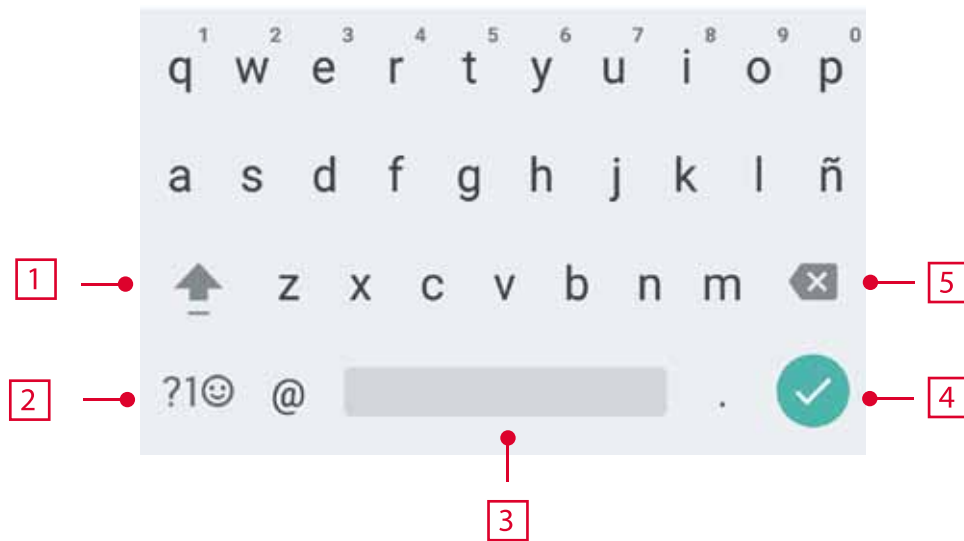 1 2 3 4 5 6 7 8 9 0
q w e r t y u i o p
a s d f g h j k l ñ
1 z x c v b n m 5
2 ?1☺ @ . 4
3